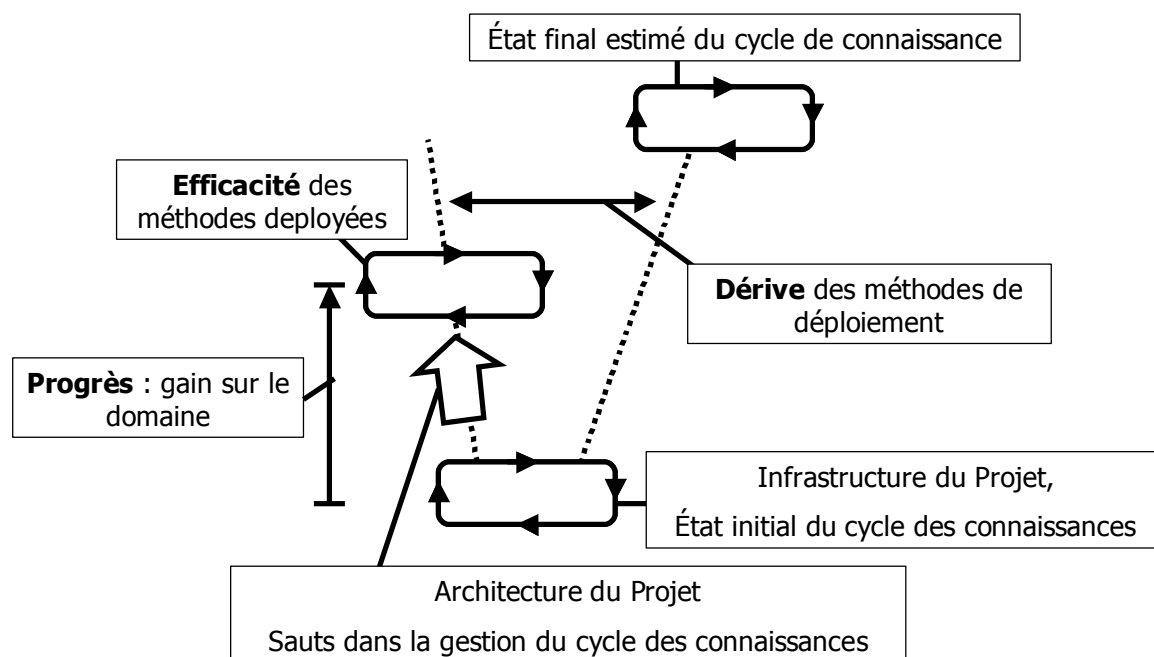 État final estimé du cycle de connaissance
Efficacité des
méthodes deployées
Dérive des méthodes de
déploiement
Progrès : gain sur le
domaine
Infrastructure du Projet,
État initial du cycle des connaissances
Architecture du Projet
Sauts dans la gestion du cycle des connaissances